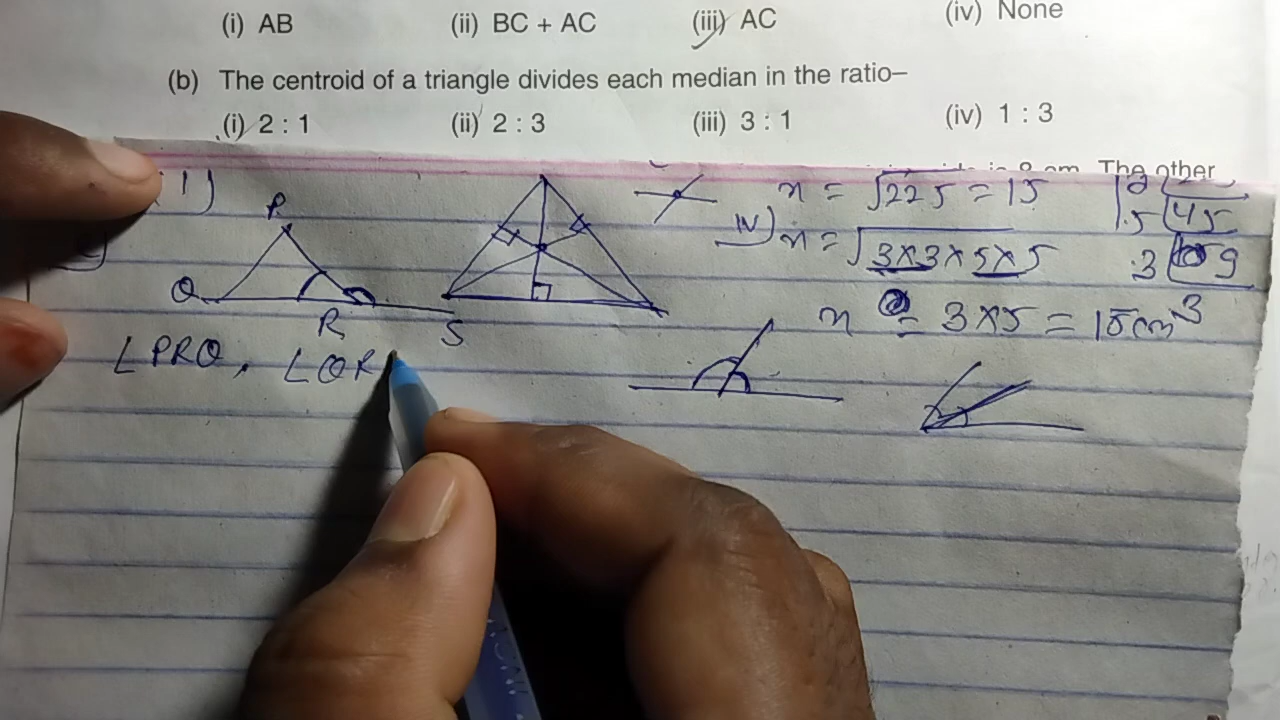 (i) AB (ii) BC + AC (iii) AC (iv) None
(b) The centroid of a triangle divides each median in the ratio–
(i) 2 : 1 (ii) 2 : 3 (iii) 3 : 1 (iv) 1 : 3
The other
1)
P
Q
R
S
∠PRQ, ∠QR
x = √225 = 15
iv) x = √3×3×5×5
x = 3×5 = 15cm
5 45
3 9
3